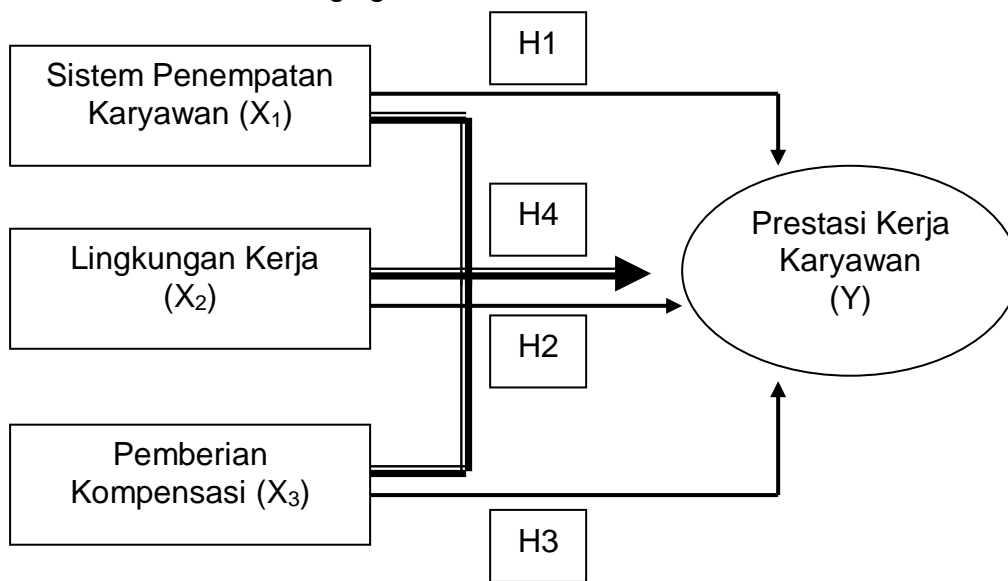 H1
Sistem Penempatan
Karyawan (X₁)
H4
Lingkungan Kerja
(X₂)
Prestasi Kerja
Karyawan
(Y)
H2
Pemberian
Kompensasi (X₃)
H3